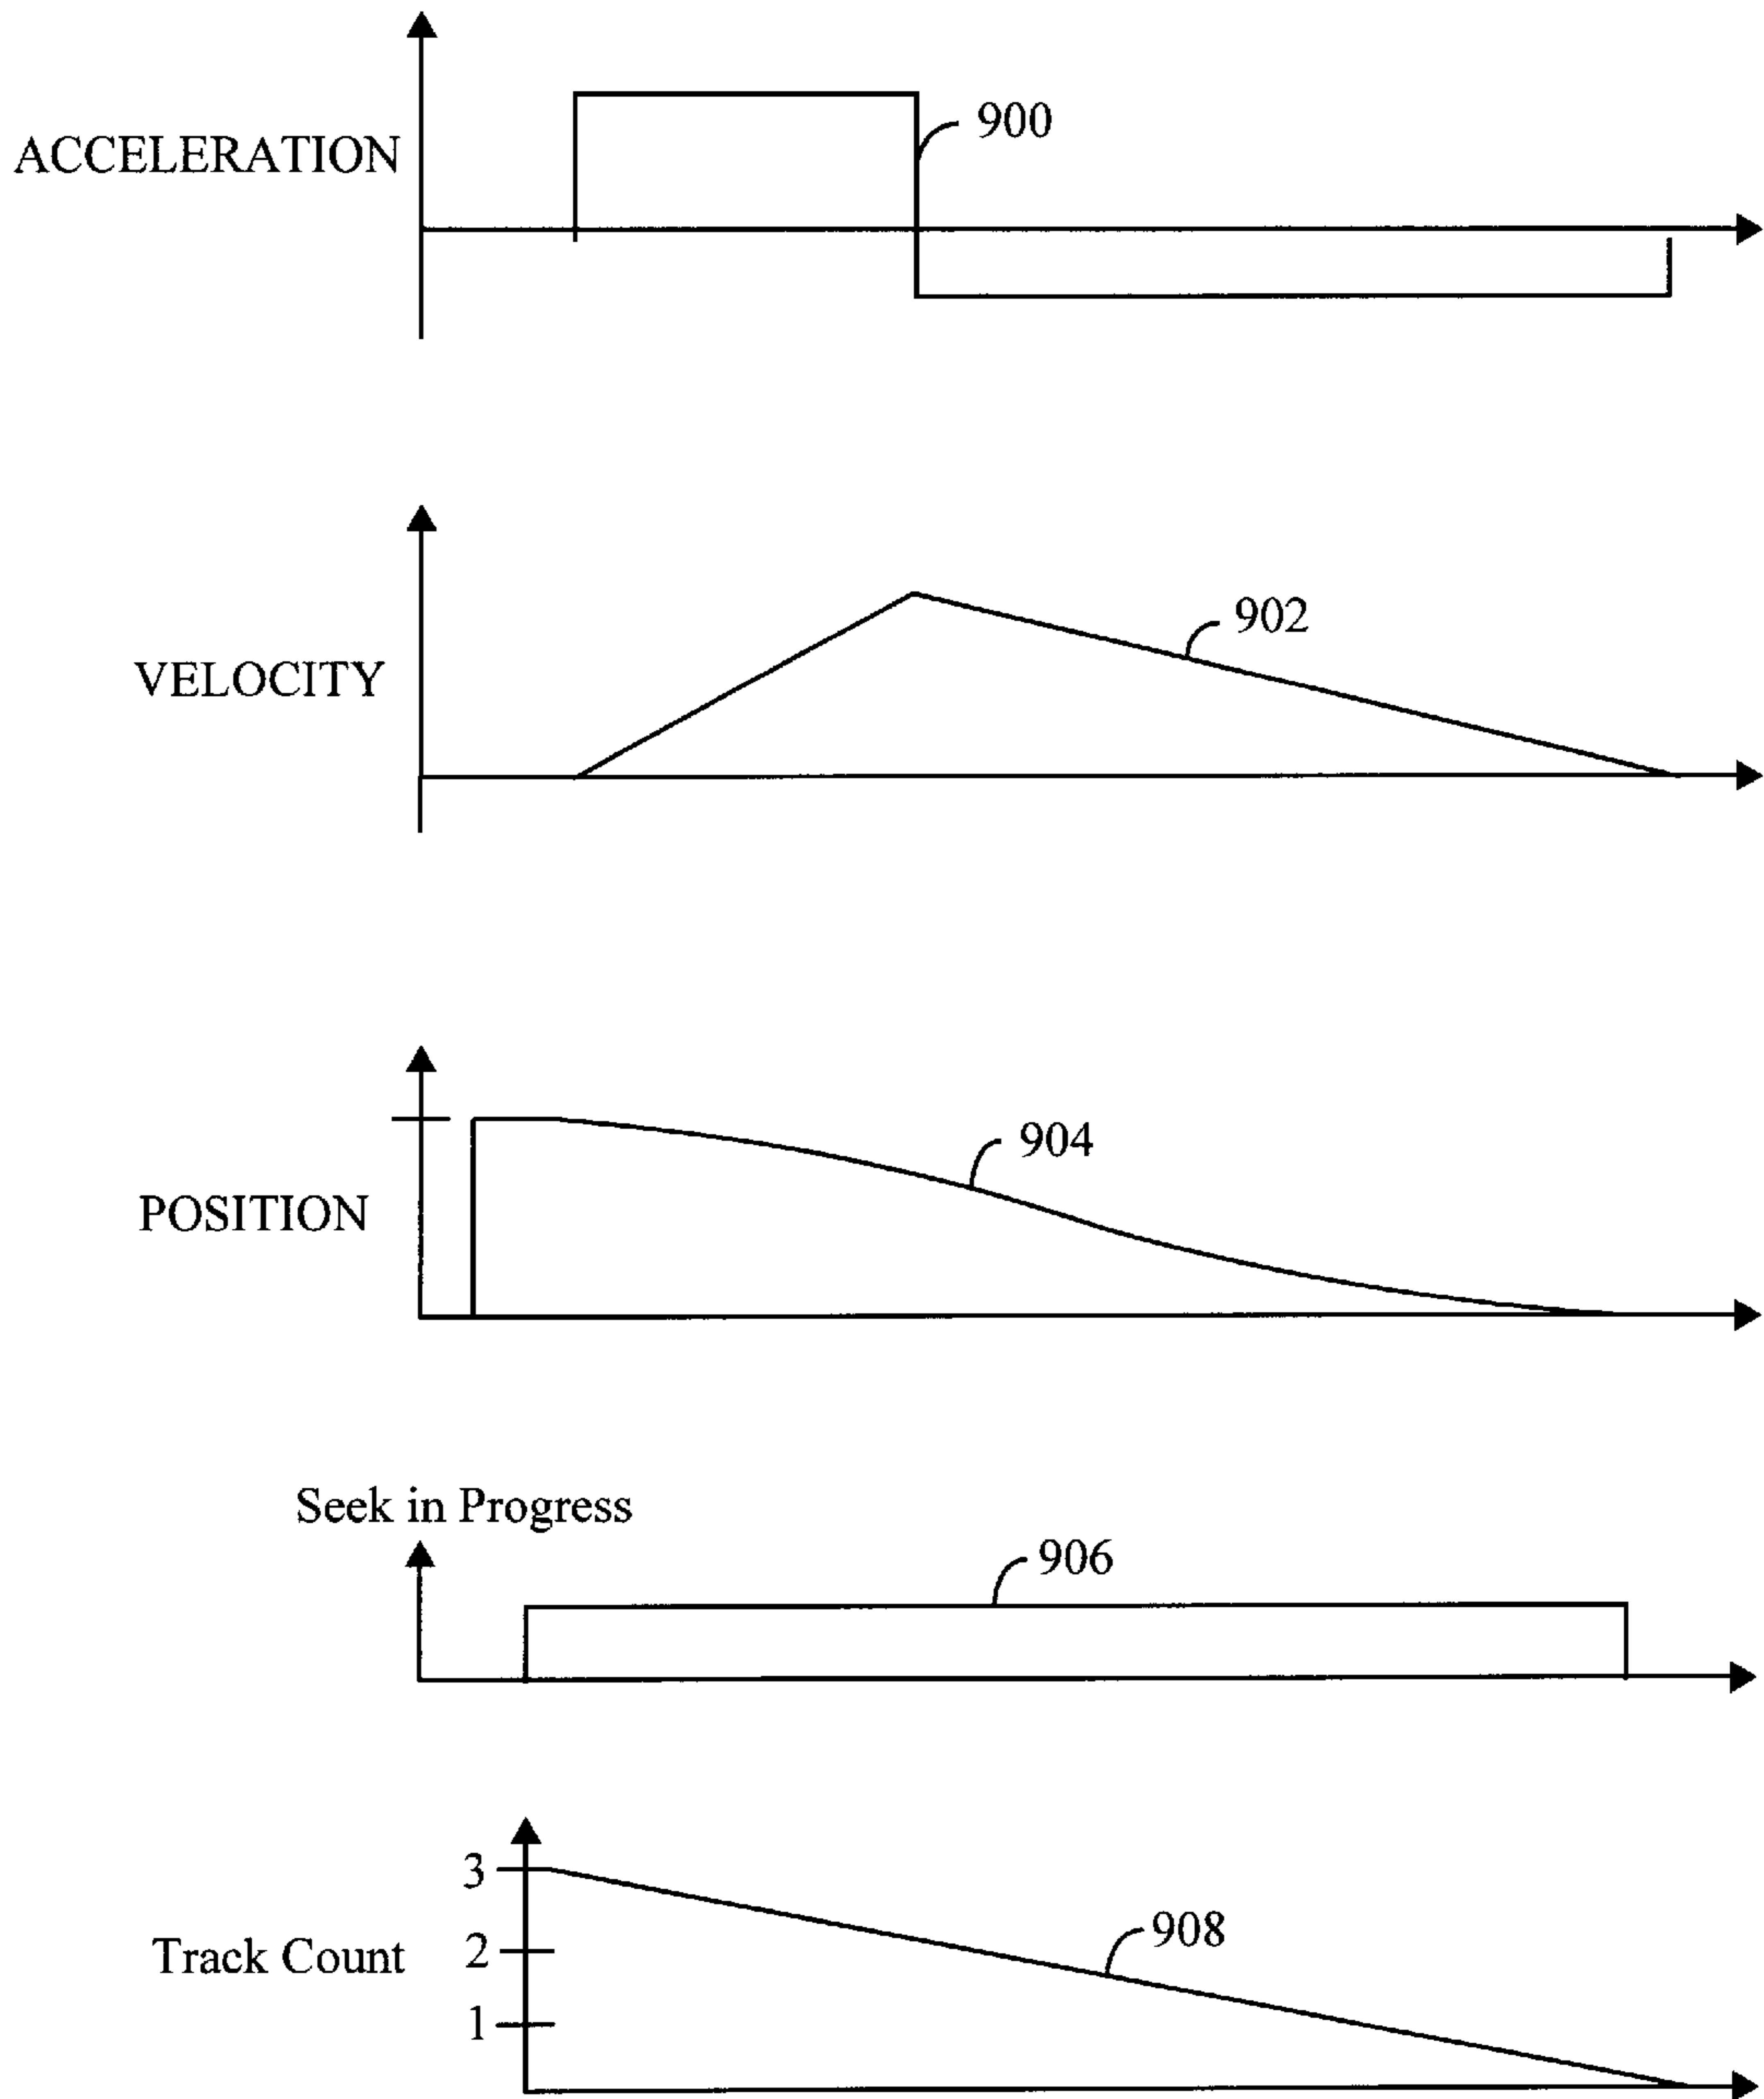 900
ACCELERATION
902
VELOCITY
904
POSITION
Seek in Progress
906
3
908
Track Count
2
1